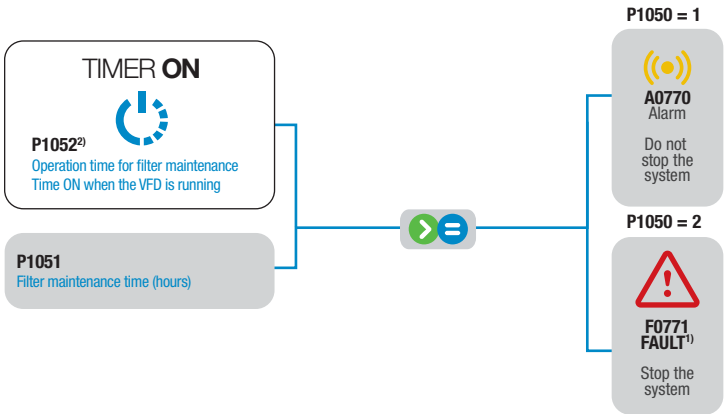 TIMER ON
P1052²⁾
Operation time for filter maintenance
Time ON when the VFD is running
P1051
Filter maintenance time (hours)
> =
P1050 = 1
A0770
Alarm
Do not
stop the
system
P1050 = 2
F0771
FAULT¹⁾
Stop the
system